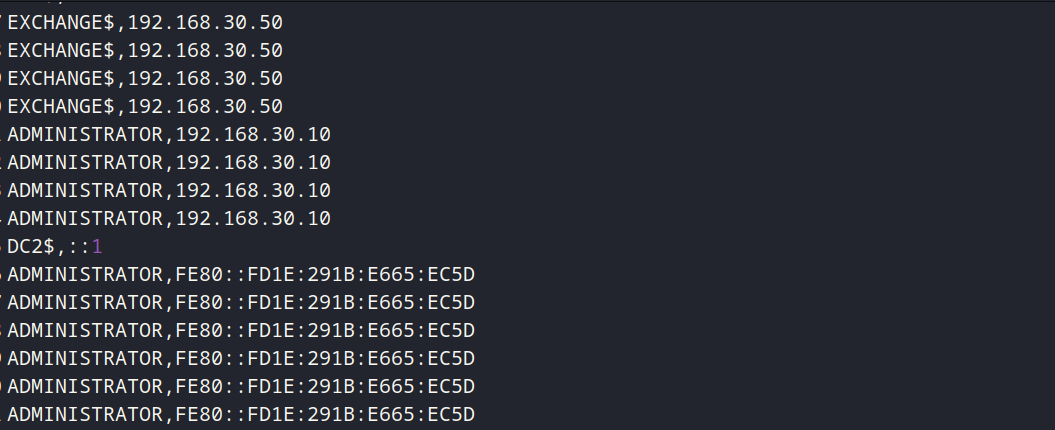 EXCHANGE$,192.168.30.50
EXCHANGE$,192.168.30.50
EXCHANGE$,192.168.30.50
EXCHANGE$,192.168.30.50
ADMINISTRATOR,192.168.30.10
ADMINISTRATOR,192.168.30.10
ADMINISTRATOR,192.168.30.10
ADMINISTRATOR,192.168.30.10
DC2$,::1
ADMINISTRATOR,FE80::FD1E:291B:E665:EC5D
ADMINISTRATOR,FE80::FD1E:291B:E665:EC5D
ADMINISTRATOR,FE80::FD1E:291B:E665:EC5D
ADMINISTRATOR,FE80::FD1E:291B:E665:EC5D
ADMINISTRATOR,FE80::FD1E:291B:E665:EC5D
ADMINISTRATOR,FE80::FD1E:291B:E665:EC5D